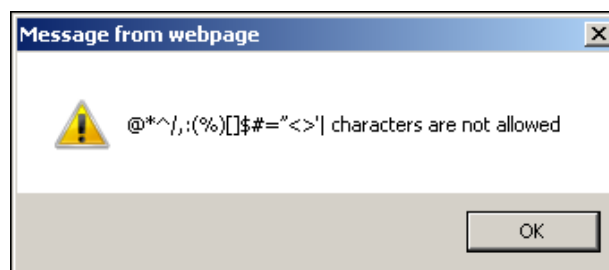 Message from webpage
@*^/,:(%)[]$#="<>'| characters are not allowed
OK